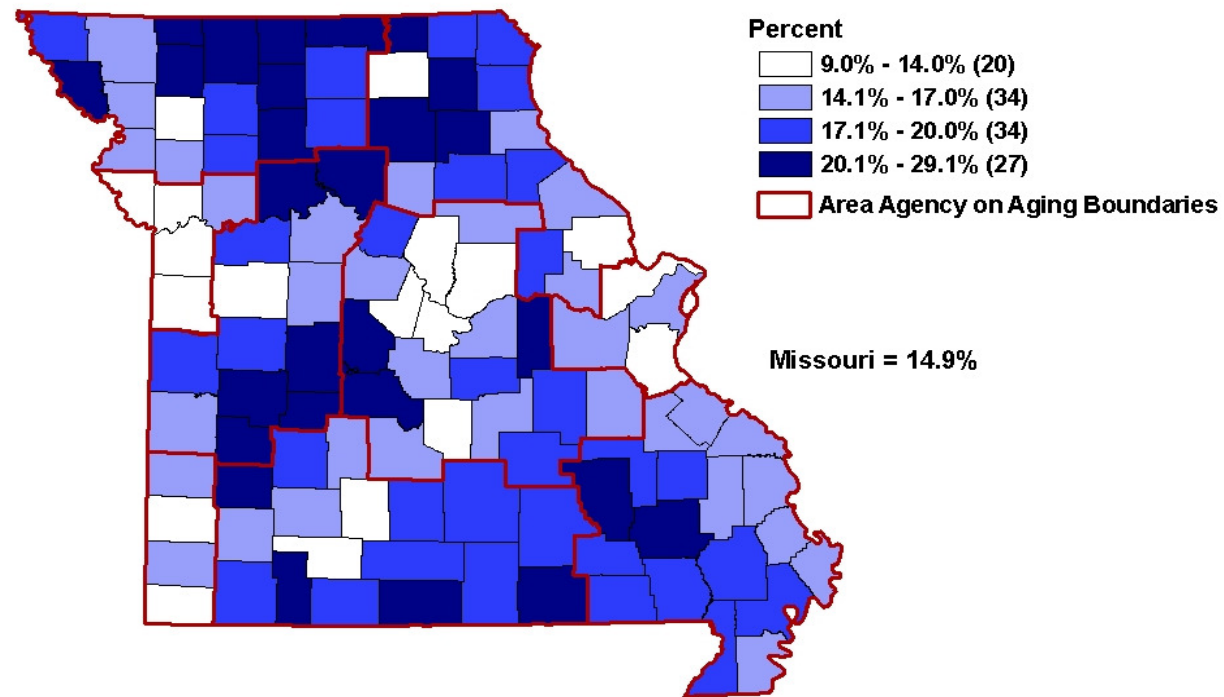 Percent
9.0% - 14.0% (20)
14.1% - 17.0% (34)
17.1% - 20.0% (34)
20.1% - 29.1% (27)
Area Agency on Aging Boundaries
Missouri = 14.9%